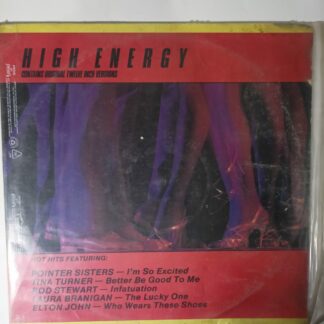 HIGH ENERGY
CONTAINS ORIGINAL TWELVE INCH VERSIONS
HOT HITS FEATURING:
POINTER SISTERS — I'm So Excited
TINA TURNER — Better Be Good To Me
ROD STEWART — Infatuation
LAURA BRANIGAN — The Lucky One
ELTON JOHN — Who Wears These Shoes